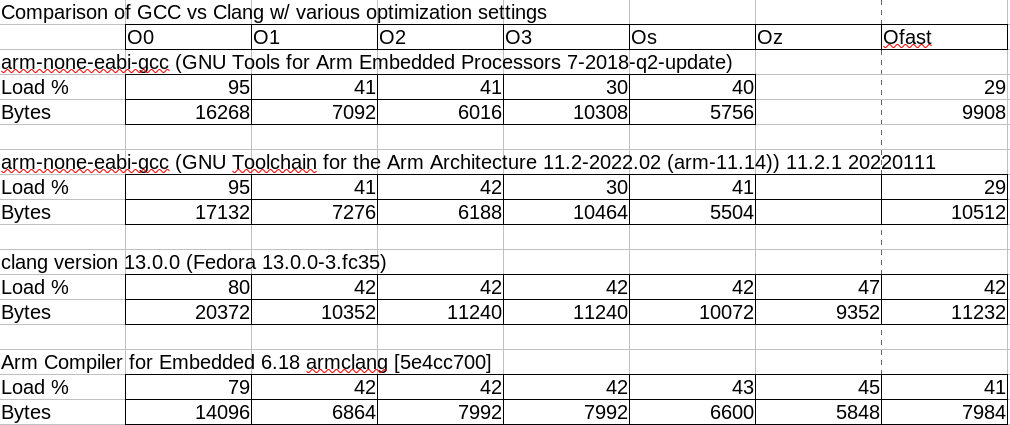 Comparison of GCC vs Clang w/ various optimization settings
O0 O1 O2 O3 Os Oz Ofast
arm-none-eabi-gcc (GNU Tools for Arm Embedded Processors 7-2018-q2-update)
Load % 95 41 41 30 40 29
Bytes 16268 7092 6016 10308 5756 9908
arm-none-eabi-gcc (GNU Toolchain for the Arm Architecture 11.2-2022.02 (arm-11.14)) 11.2.1 20220111
Load % 95 41 42 30 41 29
Bytes 17132 7276 6188 10464 5504 10512
clang version 13.0.0 (Fedora 13.0.0-3.fc35)
Load % 80 42 42 42 42 47 42
Bytes 20372 10352 11240 11240 10072 9352 11232
Arm Compiler for Embedded 6.18 armclang [5e4cc700]
Load % 79 42 42 42 43 45 41
Bytes 14096 6864 7992 7992 6600 5848 7984